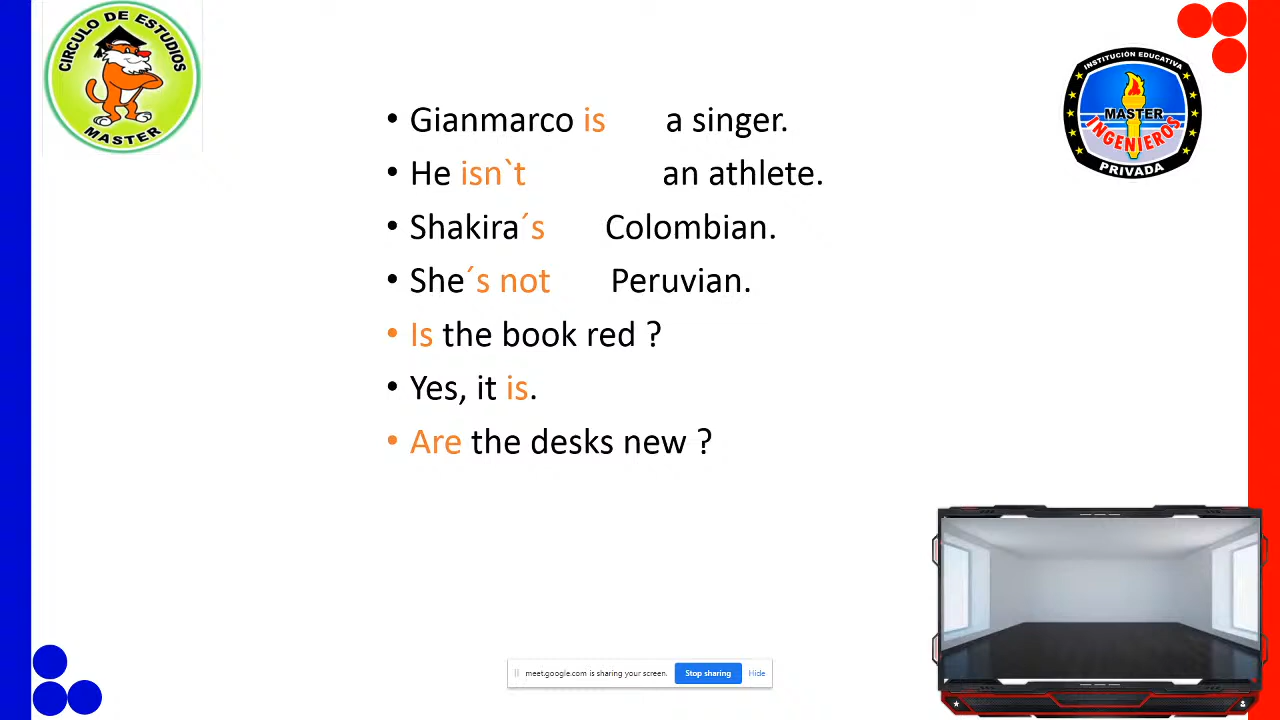 CIRCULO DE ESTUDIOS
MASTER
INSTITUCIÓN EDUCATIVA
MASTER
INGENIEROS
PRIVADA
• Gianmarco is a singer.
• He isn`t an athlete.
• Shakira´s Colombian.
• She´s not Peruvian.
• Is the book red ?
• Yes, it is.
• Are the desks new ?
meet.google.com is sharing your screen. Stop sharing Hide